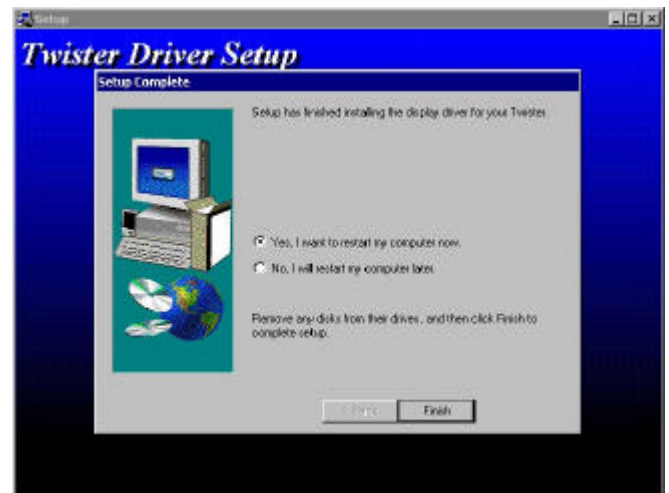 Setup
Twister Driver Setup
Setup Complete
Setup has finished installing the display driver for your Twister.
Yes, I want to restart my computer now.
No, I will restart my computer later.
Remove any disks from their drives, and then click Finish to
complete setup.
< Back
Finish